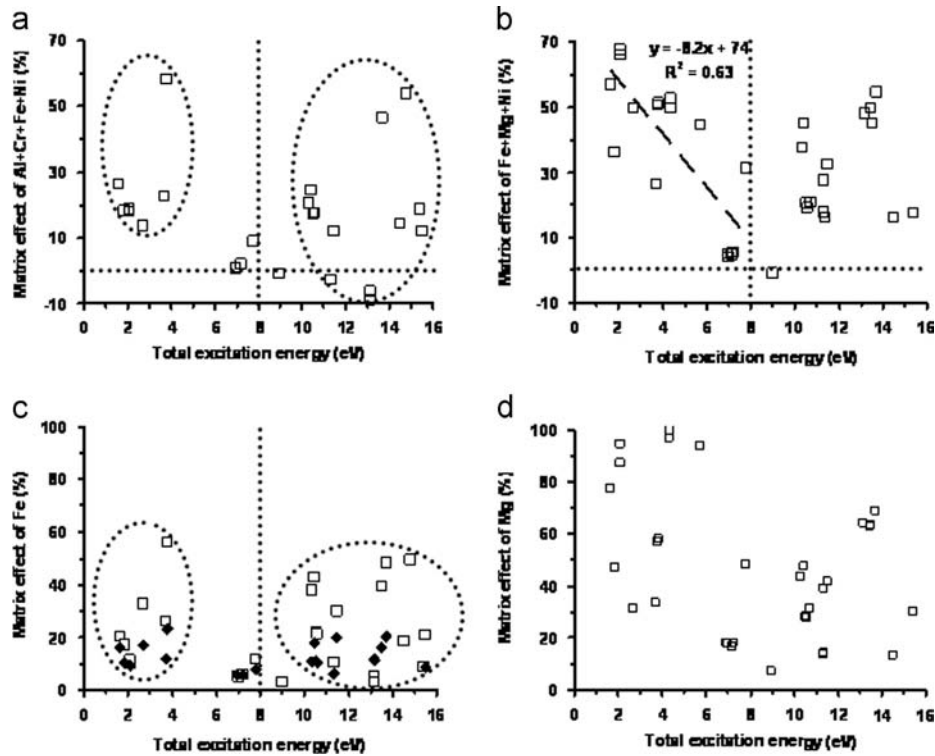 a
Matrix effect of Al+Cr+Fe+Ni (%)
70
50
30
10
-10
0 2 4 6 8 10 12 14 16
Total excitation energy (eV)
b
Matrix effect of Fe+Mg+Ni (%)
y = -8.2x + 74
R² = 0.63
70
50
30
10
-10
0 2 4 6 8 10 12 14 16
Total excitation energy (eV)
c
Matrix effect of Fe (%)
100
80
60
40
20
0
0 2 4 6 8 10 12 14 16
Total excitation energy (eV)
d
Matrix effect of Mg (%)
100
80
60
40
20
0
0 2 4 6 8 10 12 14 16
Total excitation energy (eV)